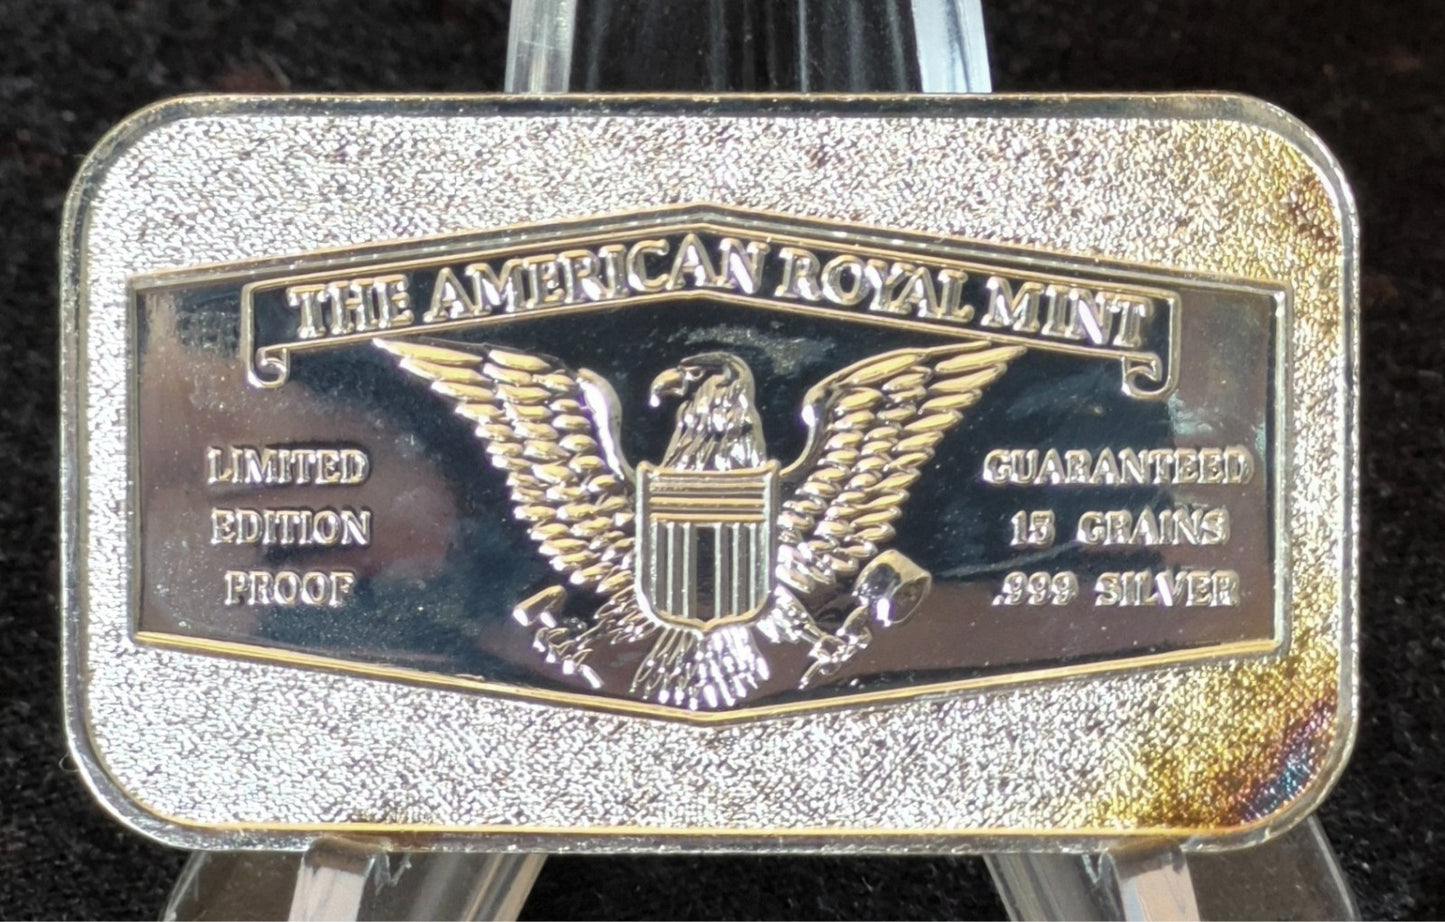 THE AMERICAN ROYAL MINT
LIMITED
EDITION
PROOF
GUARANTEED
15 GRAINS
.999 SILVER